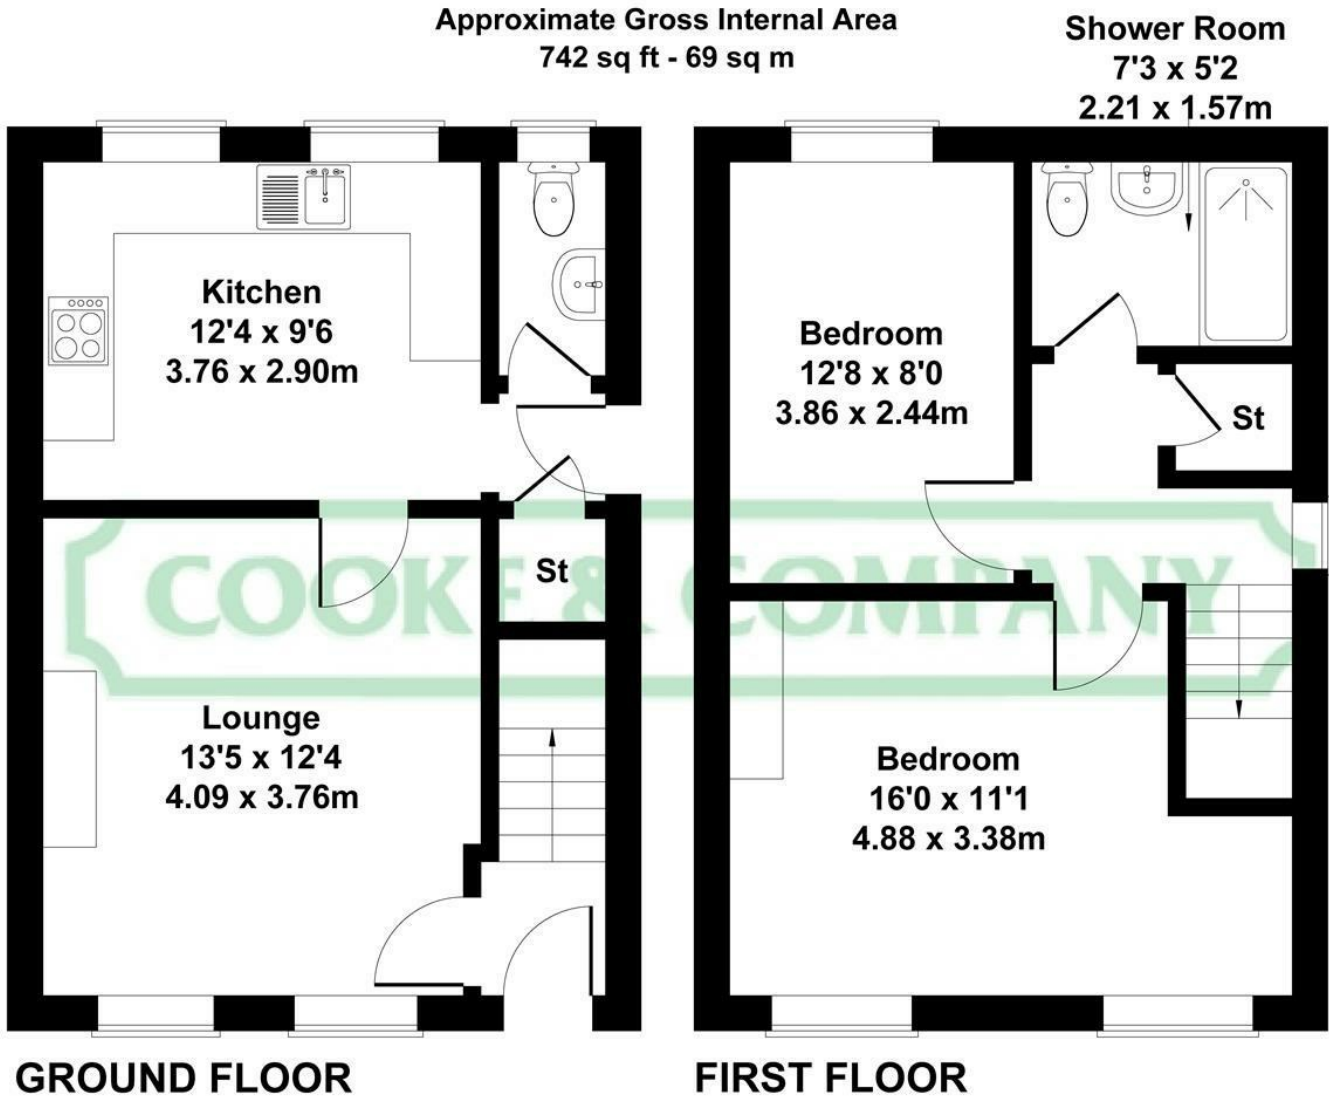 Approximate Gross Internal Area
742 sq ft - 69 sq m
Shower Room
7'3 x 5'2
2.21 x 1.57m
Kitchen
12'4 x 9'6
3.76 x 2.90m
Bedroom
12'8 x 8'0
3.86 x 2.44m
St
St
COOKE & COMPANY
Lounge
13'5 x 12'4
4.09 x 3.76m
Bedroom
16'0 x 11'1
4.88 x 3.38m
GROUND FLOOR
FIRST FLOOR